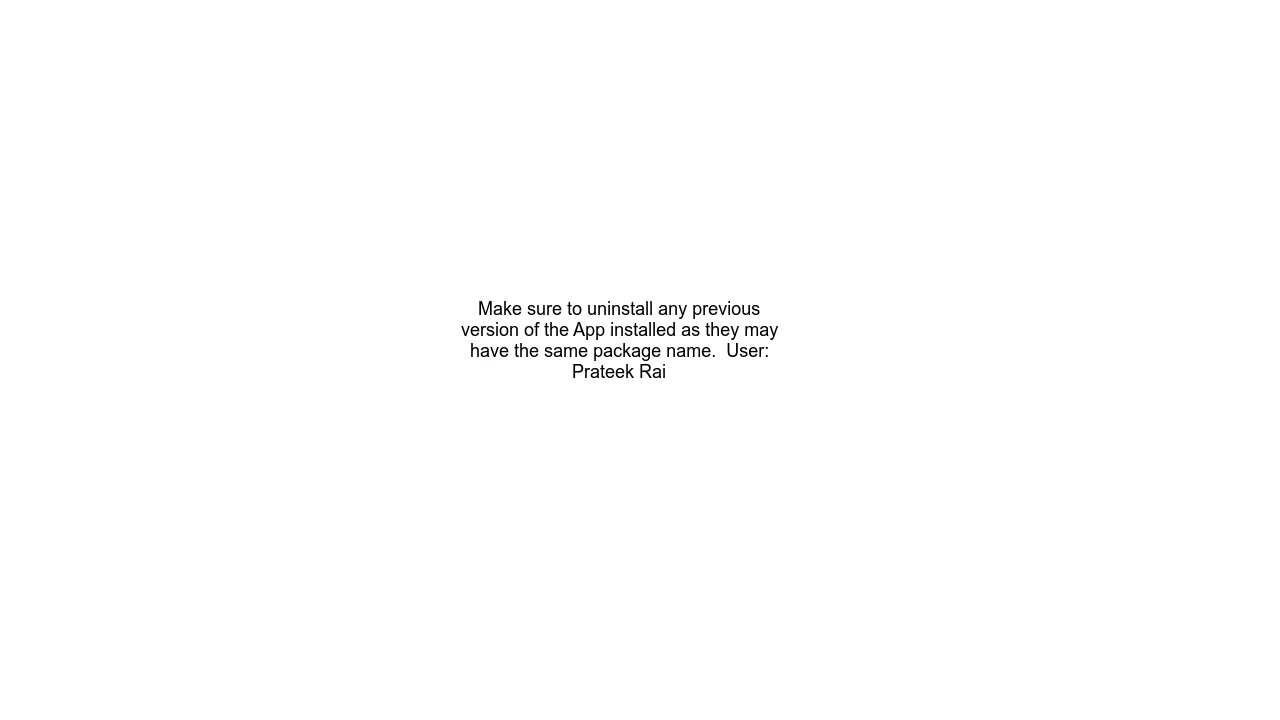 Make sure to uninstall any previous
version of the App installed as they may
have the same package name.  User:
Prateek Rai